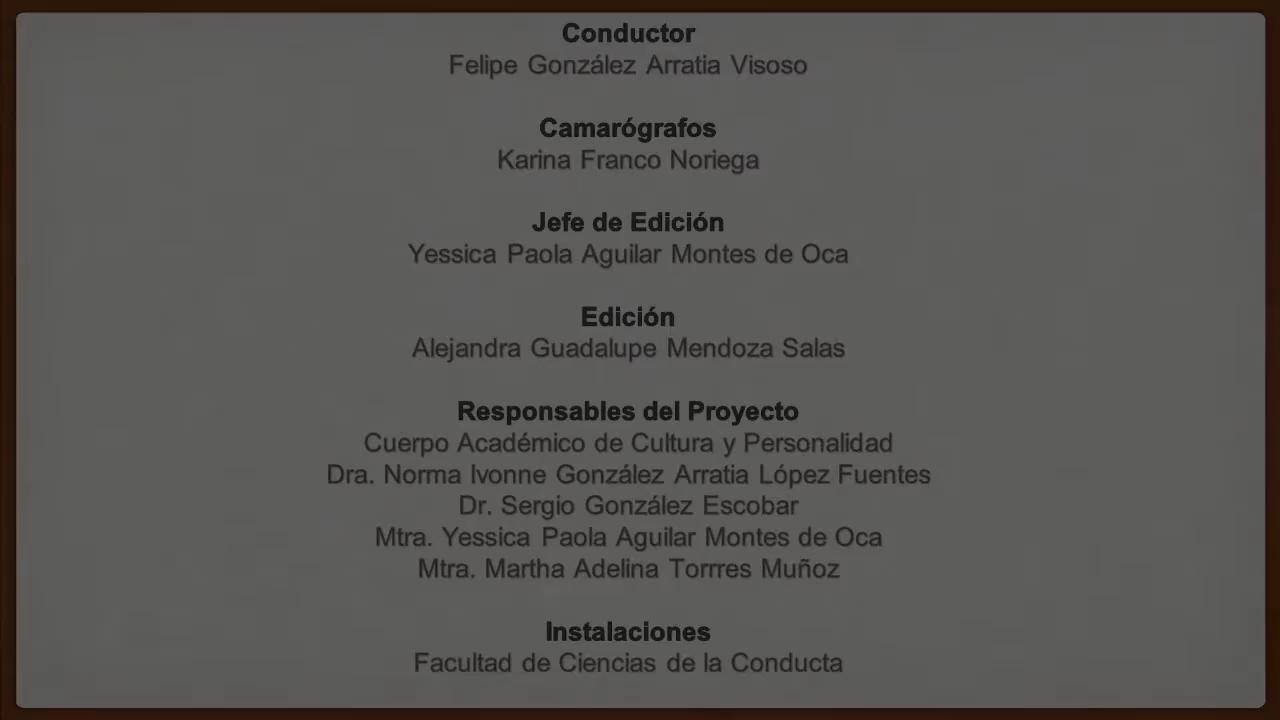 Conductor
Felipe González Arratia Visoso
Camarógrafos
Karina Franco Noriega
Jefe de Edición
Yessica Paola Aguilar Montes de Oca
Edición
Alejandra Guadalupe Mendoza Salas
Responsables del Proyecto
Cuerpo Académico de Cultura y Personalidad
Dra. Norma Ivonne González Arratia López Fuentes
Dr. Sergio González Escobar
Mtra. Yessica Paola Aguilar Montes de Oca
Mtra. Martha Adelina Torrres Muñoz
Instalaciones
Facultad de Ciencias de la Conducta